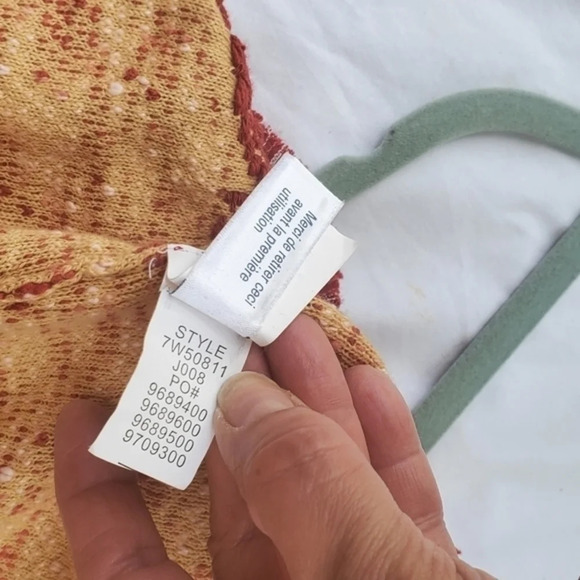 Merci de retirer ceci
avant la première
utilisation
STYLE
7W50811
J008
PO#
9689400
9689600
9689500
9709300